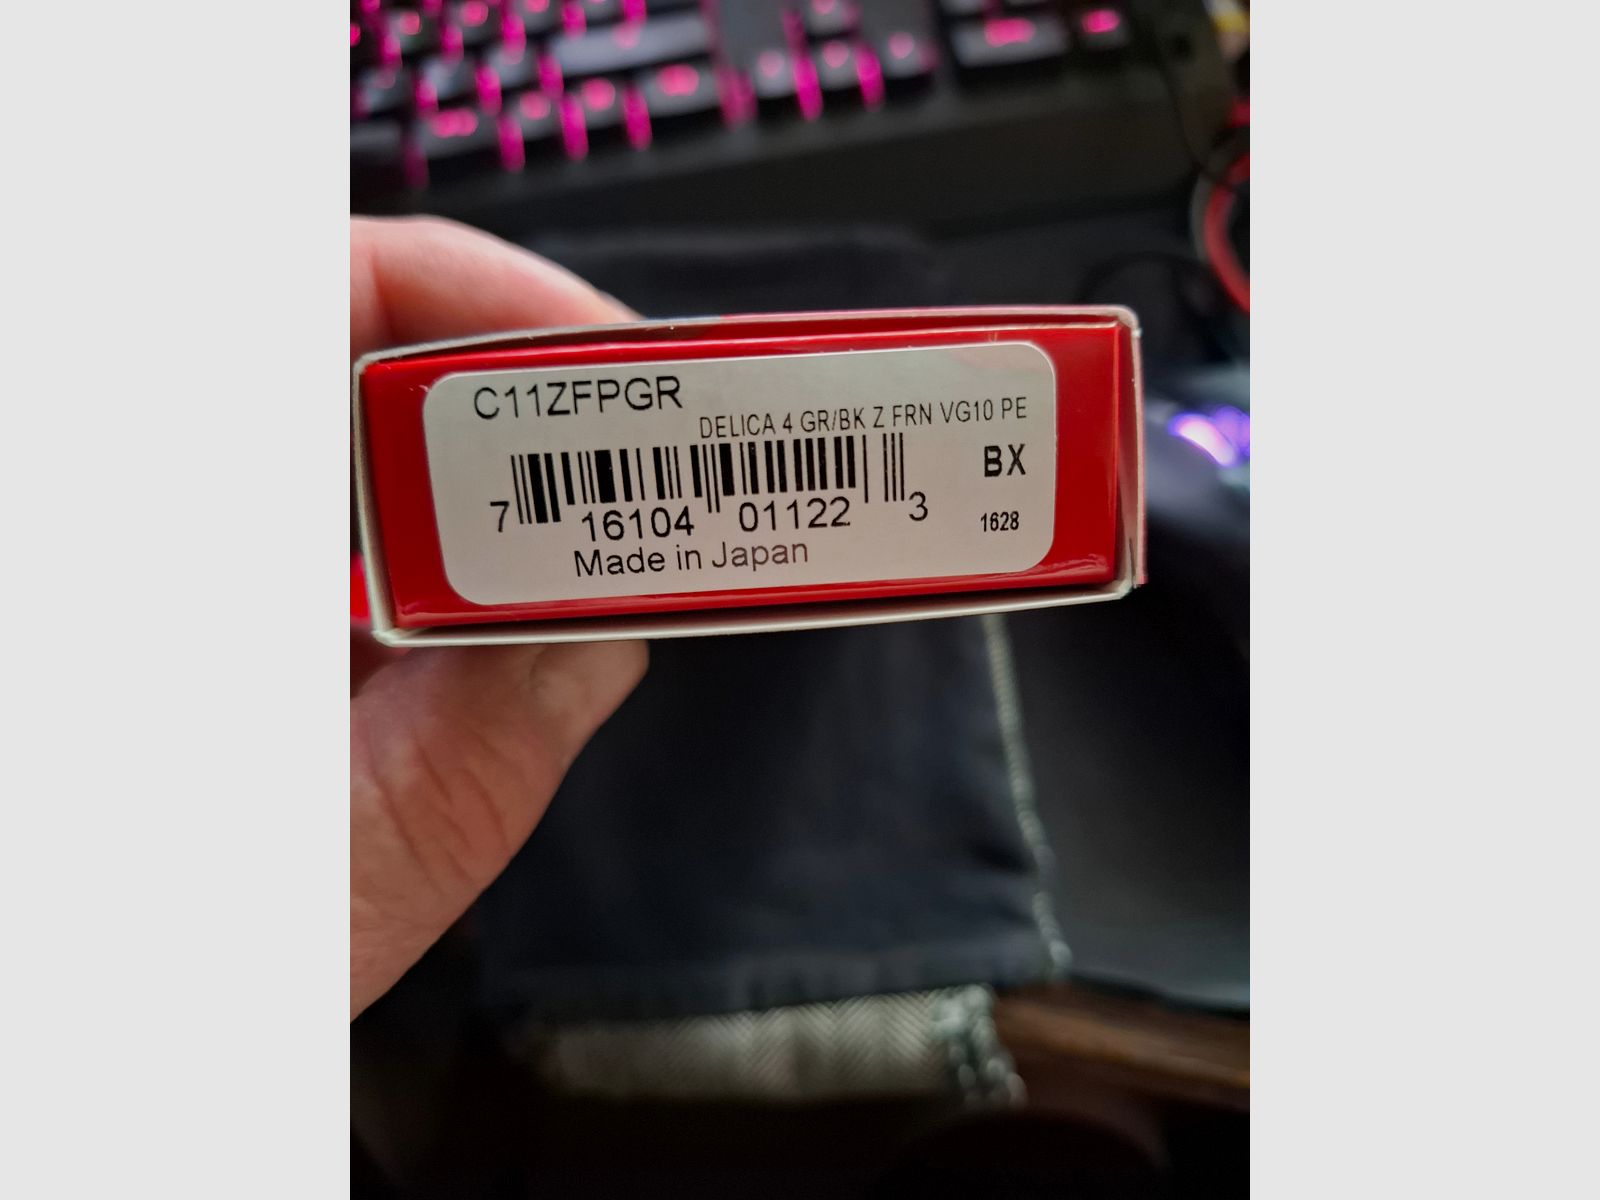 C11ZFPGR
DELICA 4 GR/BK Z FRN VG10 PE
BX
7 16104 01122 3
1628
Made in Japan